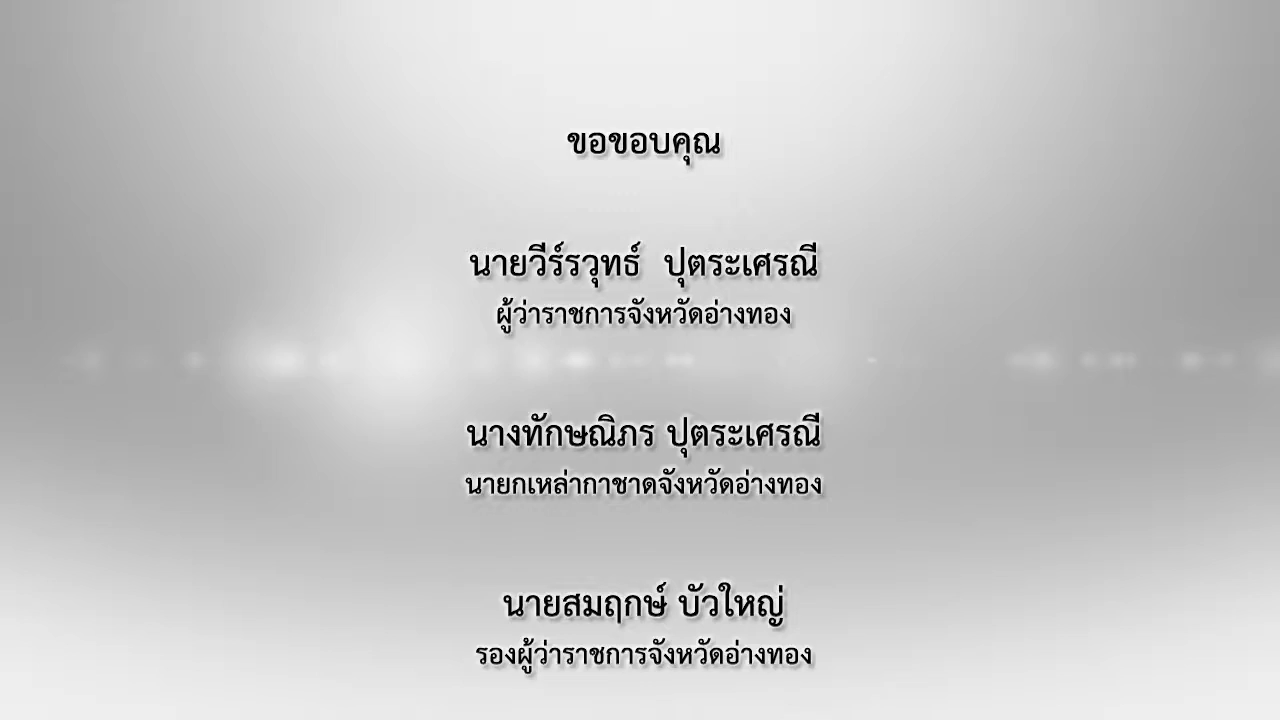 ขอขอบคุณ
นายวีร์รวุทธ์ ปุตระเศรณี
ผู้ว่าราชการจังหวัดอ่างทอง
นางทักษณิภร ปุตระเศรณี
นายกเหล่ากาชาดจังหวัดอ่างทอง
นายสมฤกษ์ บัวใหญ่
รองผู้ว่าราชการจังหวัดอ่างทอง